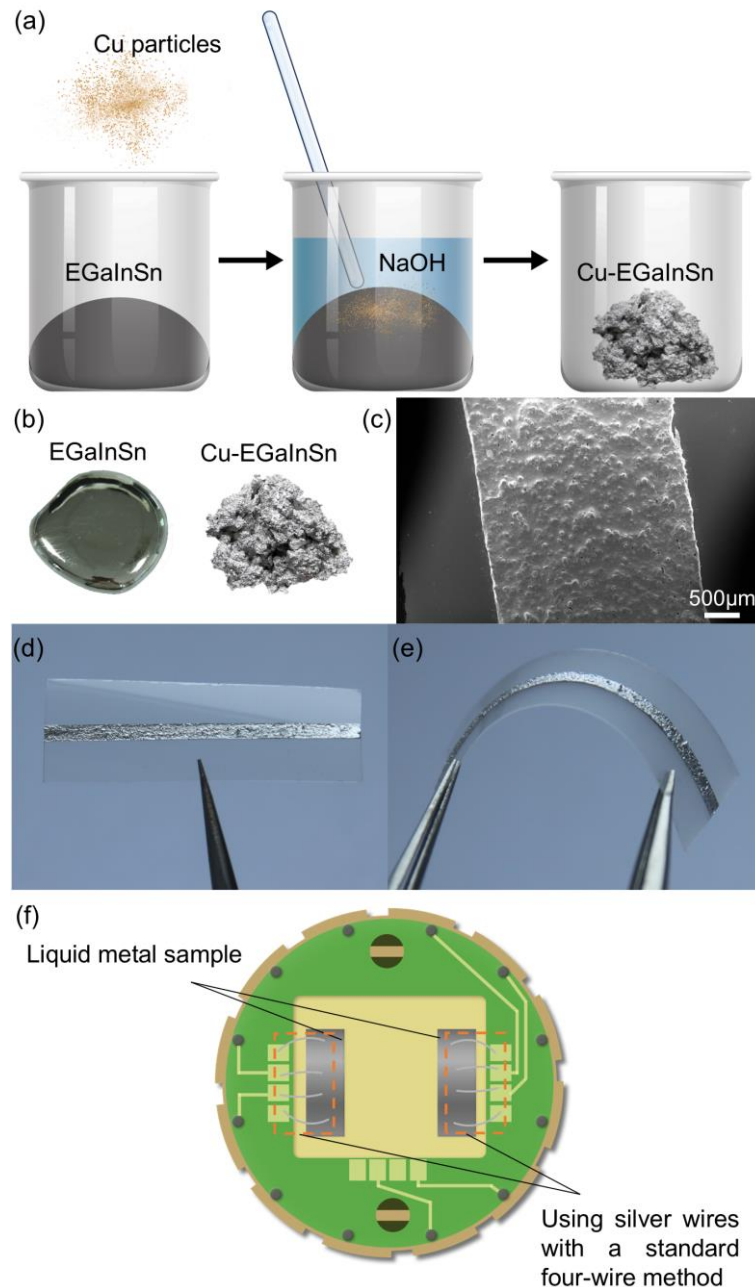 (a)
Cu particles
EGaInSn
NaOH
Cu-EGaInSn
(b)
EGaInSn
Cu-EGaInSn
(c)
500μm
(d)
(e)
(f)
Liquid metal sample
Using silver wires
with a standard
four-wire method